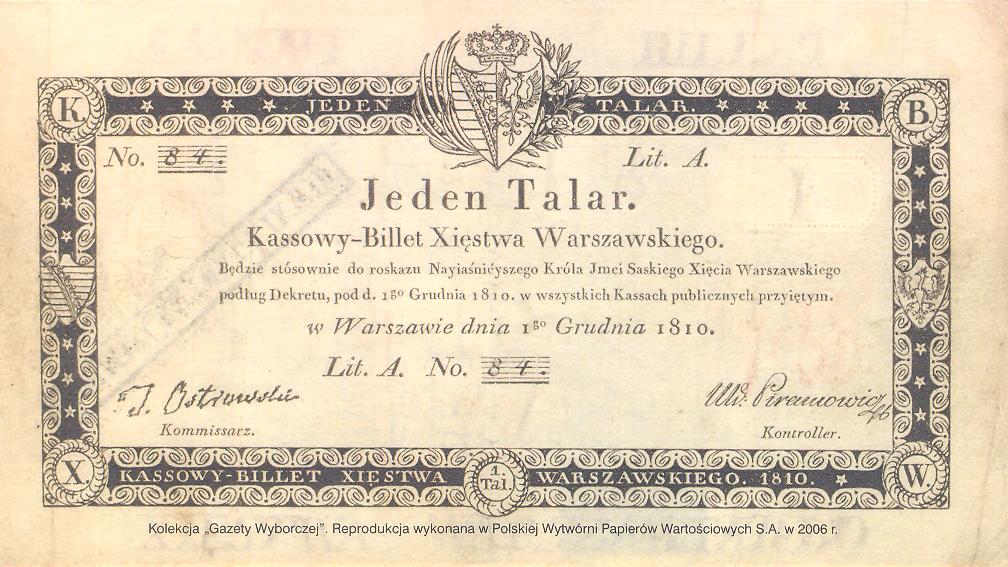 JEDEN TALAR.
K. B.
No. 84. Lit. A.
Jeden Talar.
Kassowy-Billet Xięstwa Warszawskiego.
Będzie stósownie do roskazu Nayiaśnieyszego Króla Jmci Saskiego Xięcia Warszawskiego
podług Dekretu, pod d. 1go Grudnia 1810. w wszystkich Kassach publicznych przyiętym.
w Warszawie dnia 1go Grudnia 1810.
Lit. A. No. 84.
J. Ostrowski Piramowicz
Kommissarz. Kontroller.
X. W.
KASSOWY-BILLET XIESTWA 1. Tal. WARSZAWSKIEGO. 1810.
Kolekcja „Gazety Wyborczej”. Reprodukcja wykonana w Polskiej Wytwórni Papierów Wartościowych S.A. w 2006 r.